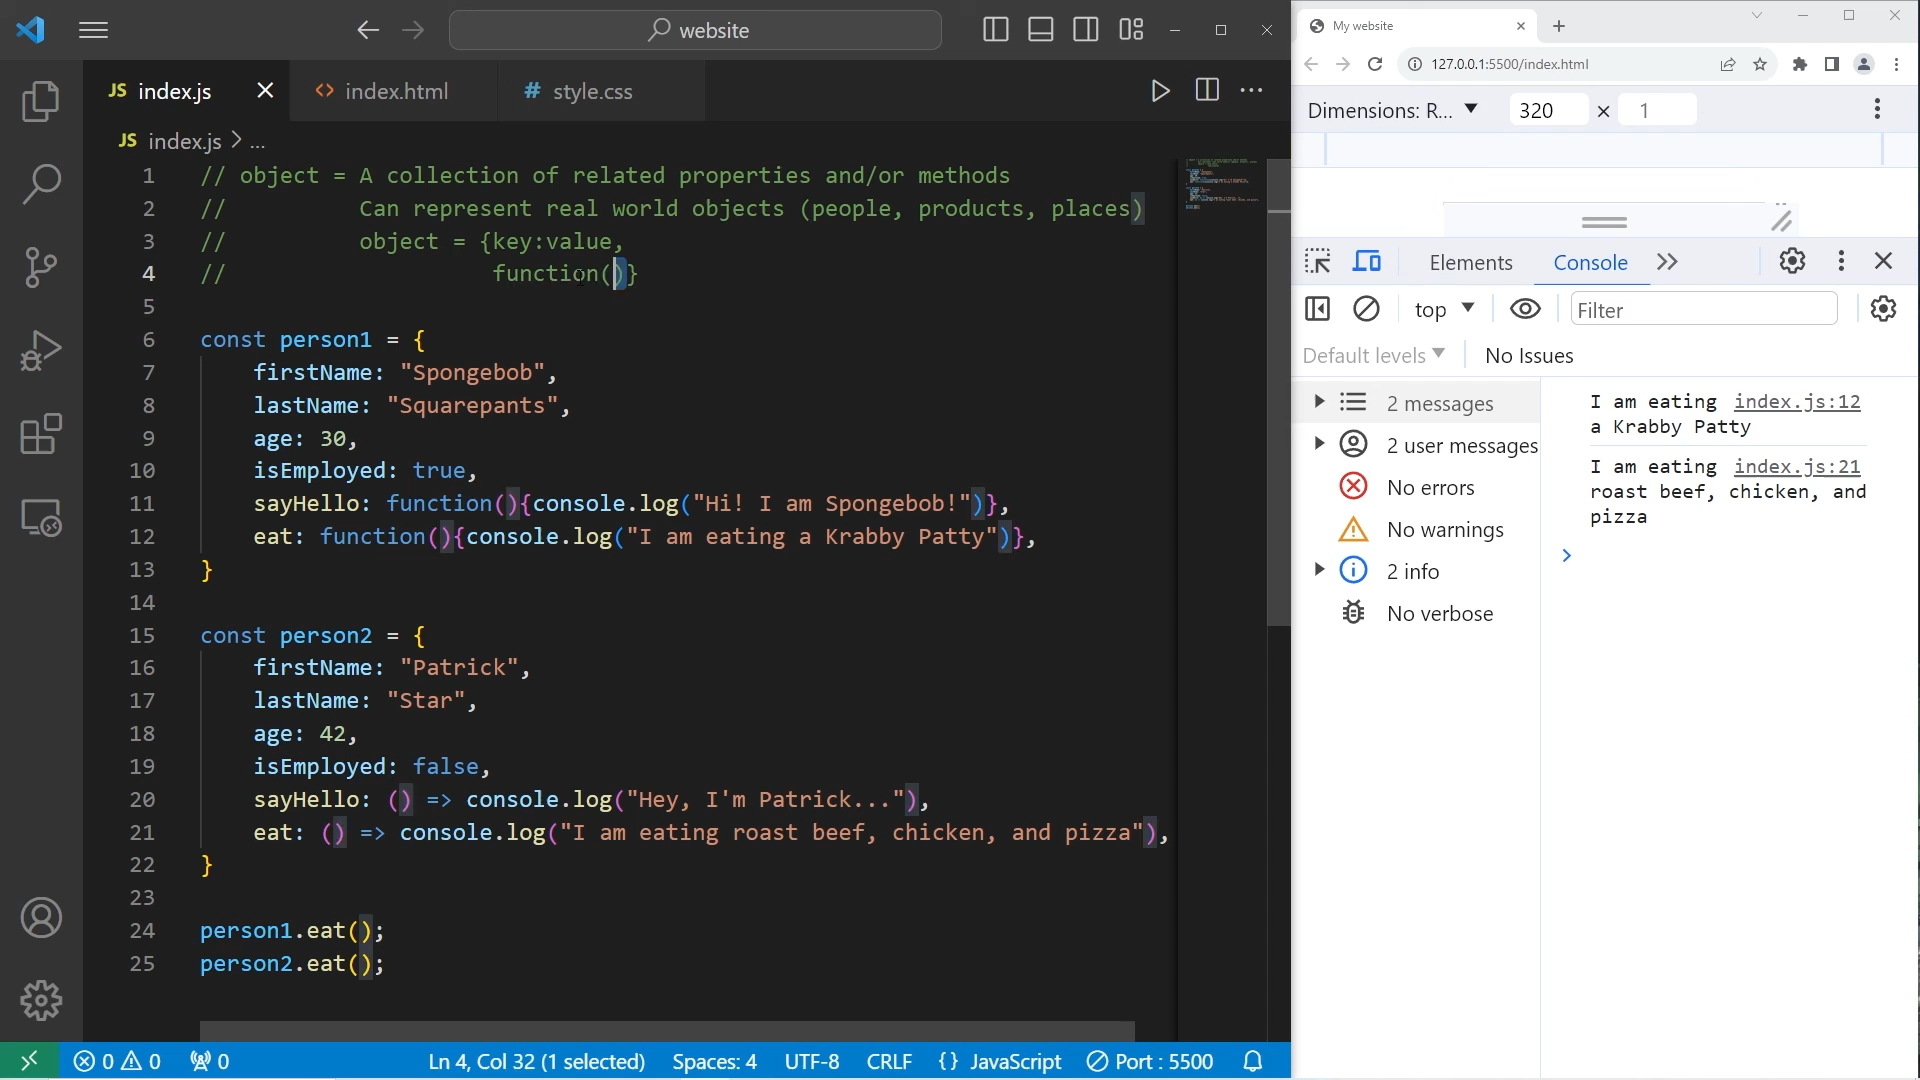 website
JS index.js
<> index.html
# style.css
JS index.js > ...
1 // object = A collection of related properties and/or methods
2 //          Can represent real world objects (people, products, places)
3 //          object = {key:value,
4 //                    function()}
5
6 const person1 = {
7     firstName: "Spongebob",
8     lastName: "Squarepants",
9     age: 30,
10     isEmployed: true,
11     sayHello: function(){console.log("Hi! I am Spongebob!")},
12     eat: function(){console.log("I am eating a Krabby Patty")},
13 }
14
15 const person2 = {
16     firstName: "Patrick",
17     lastName: "Star",
18     age: 42,
19     isEmployed: false,
20     sayHello: () => console.log("Hey, I'm Patrick..."),
21     eat: () => console.log("I am eating roast beef, chicken, and pizza"),
22 }
23
24 person1.eat();
25 person2.eat();
0 0 0 Ln 4, Col 32 (1 selected) Spaces: 4 UTF-8 CRLF {} JavaScript Port : 5500
My website
127.0.0.1:5500/index.html
Dimensions: R... 320 × 1
Elements Console
top Filter
Default levels No Issues
2 messages
2 user messages
No errors
No warnings
2 info
No verbose
I am eating index.js:12
a Krabby Patty
I am eating index.js:21
roast beef, chicken, and
pizza
>